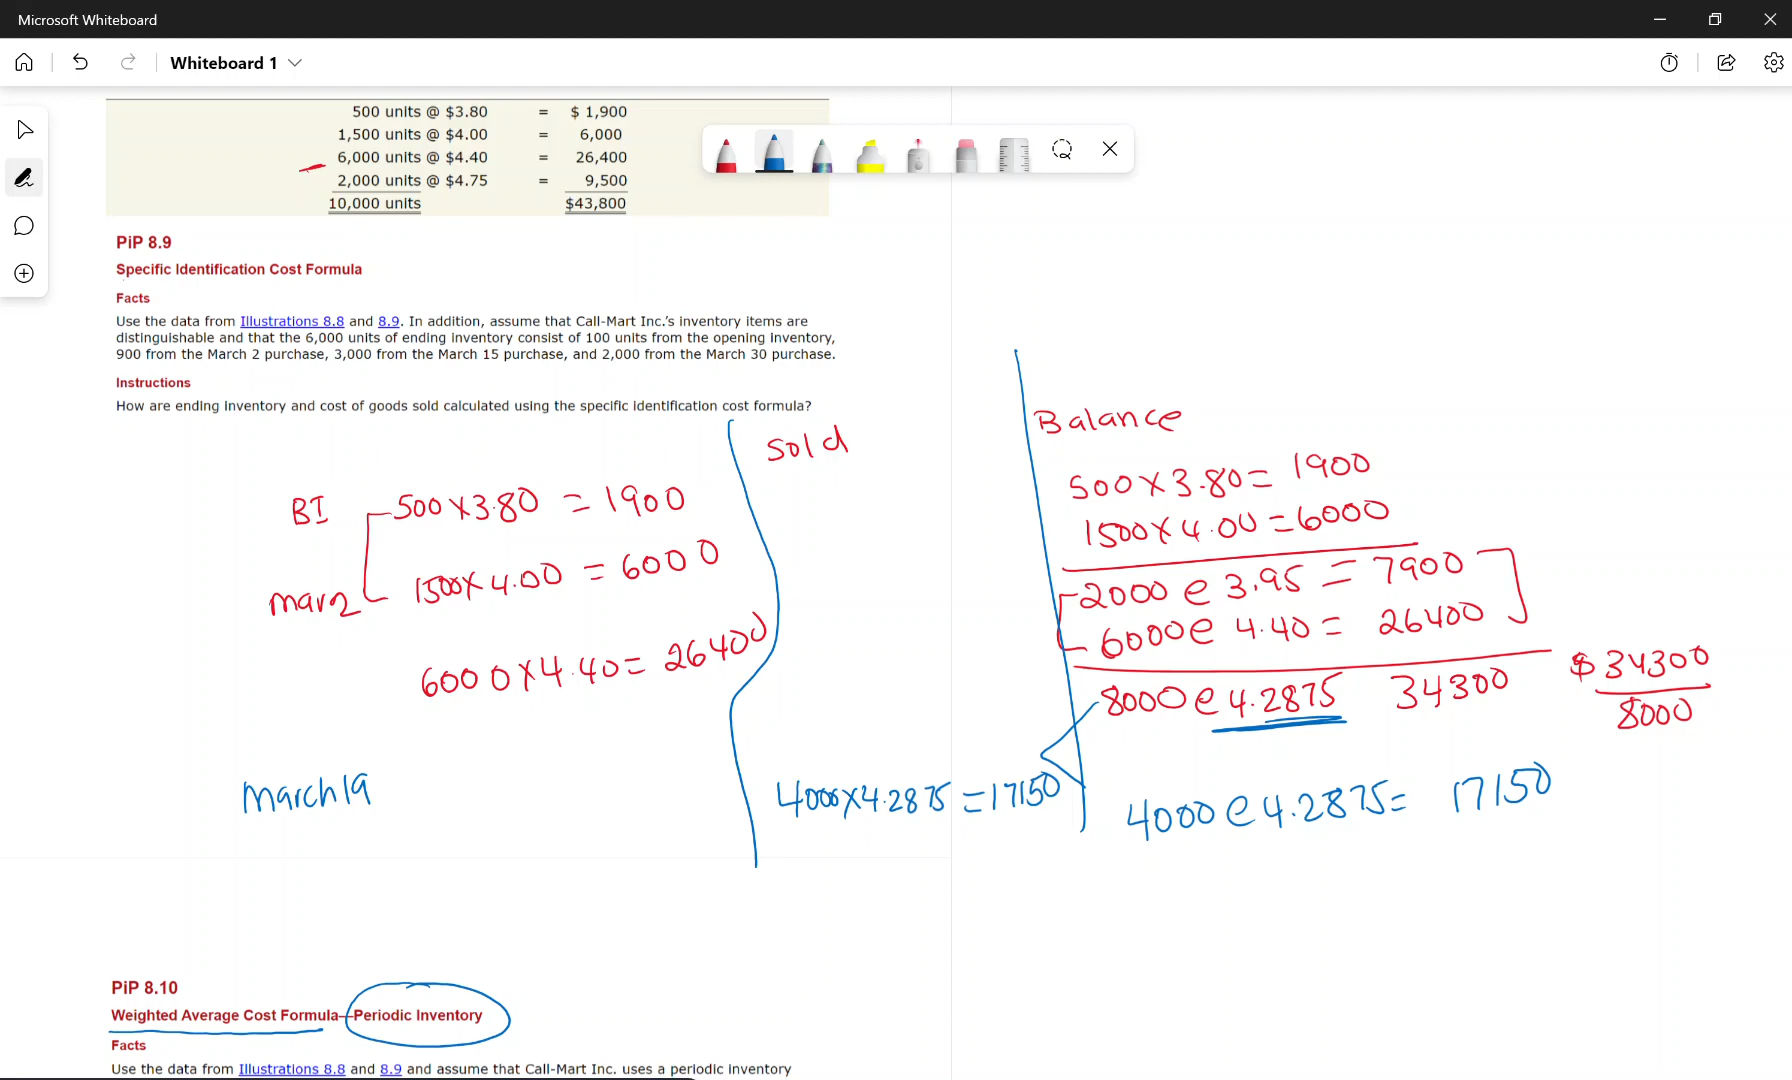 Microsoft Whiteboard
Whiteboard 1
500 units @ $3.80 = $ 1,900
1,500 units @ $4.00 = 6,000
6,000 units @ $4.40 = 26,400
2,000 units @ $4.75 = 9,500
10,000 units $43,800
PiP 8.9
Specific Identification Cost Formula
Facts
Use the data from Illustrations 8.8 and 8.9. In addition, assume that Call-Mart Inc.'s inventory items are
distinguishable and that the 6,000 units of ending inventory consist of 100 units from the opening inventory,
900 from the March 2 purchase, 3,000 from the March 15 purchase, and 2,000 from the March 30 purchase.
Instructions
How are ending inventory and cost of goods sold calculated using the specific identification cost formula?
BI 500 x 3.80 = 1900
mar 2 1500 x 4.00 = 6000
6000 x 4.40 = 26400
march 19
Sold
4000 x 4.2875 = 17150
Balance
500 x 3.80 = 1900
1500 x 4.00 = 6000
2000 @ 3.95 = 7900
6000 @ 4.40 = 26400
8000 @ 4.2875 34300
$ 34300
8000
4000 @ 4.2875 = 17150
PiP 8.10
Weighted Average Cost Formula—Periodic Inventory
Facts
Use the data from Illustrations 8.8 and 8.9 and assume that Call-Mart Inc. uses a periodic inventory